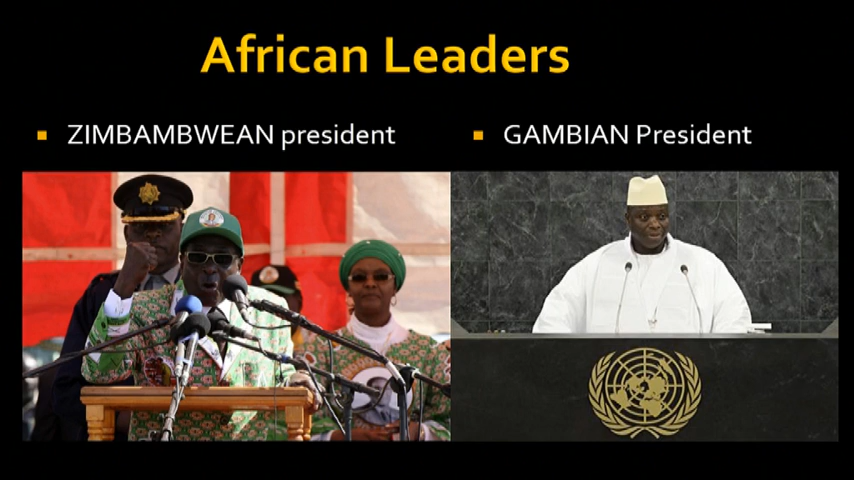 African Leaders
ZIMBAMBWEAN president
GAMBIAN President